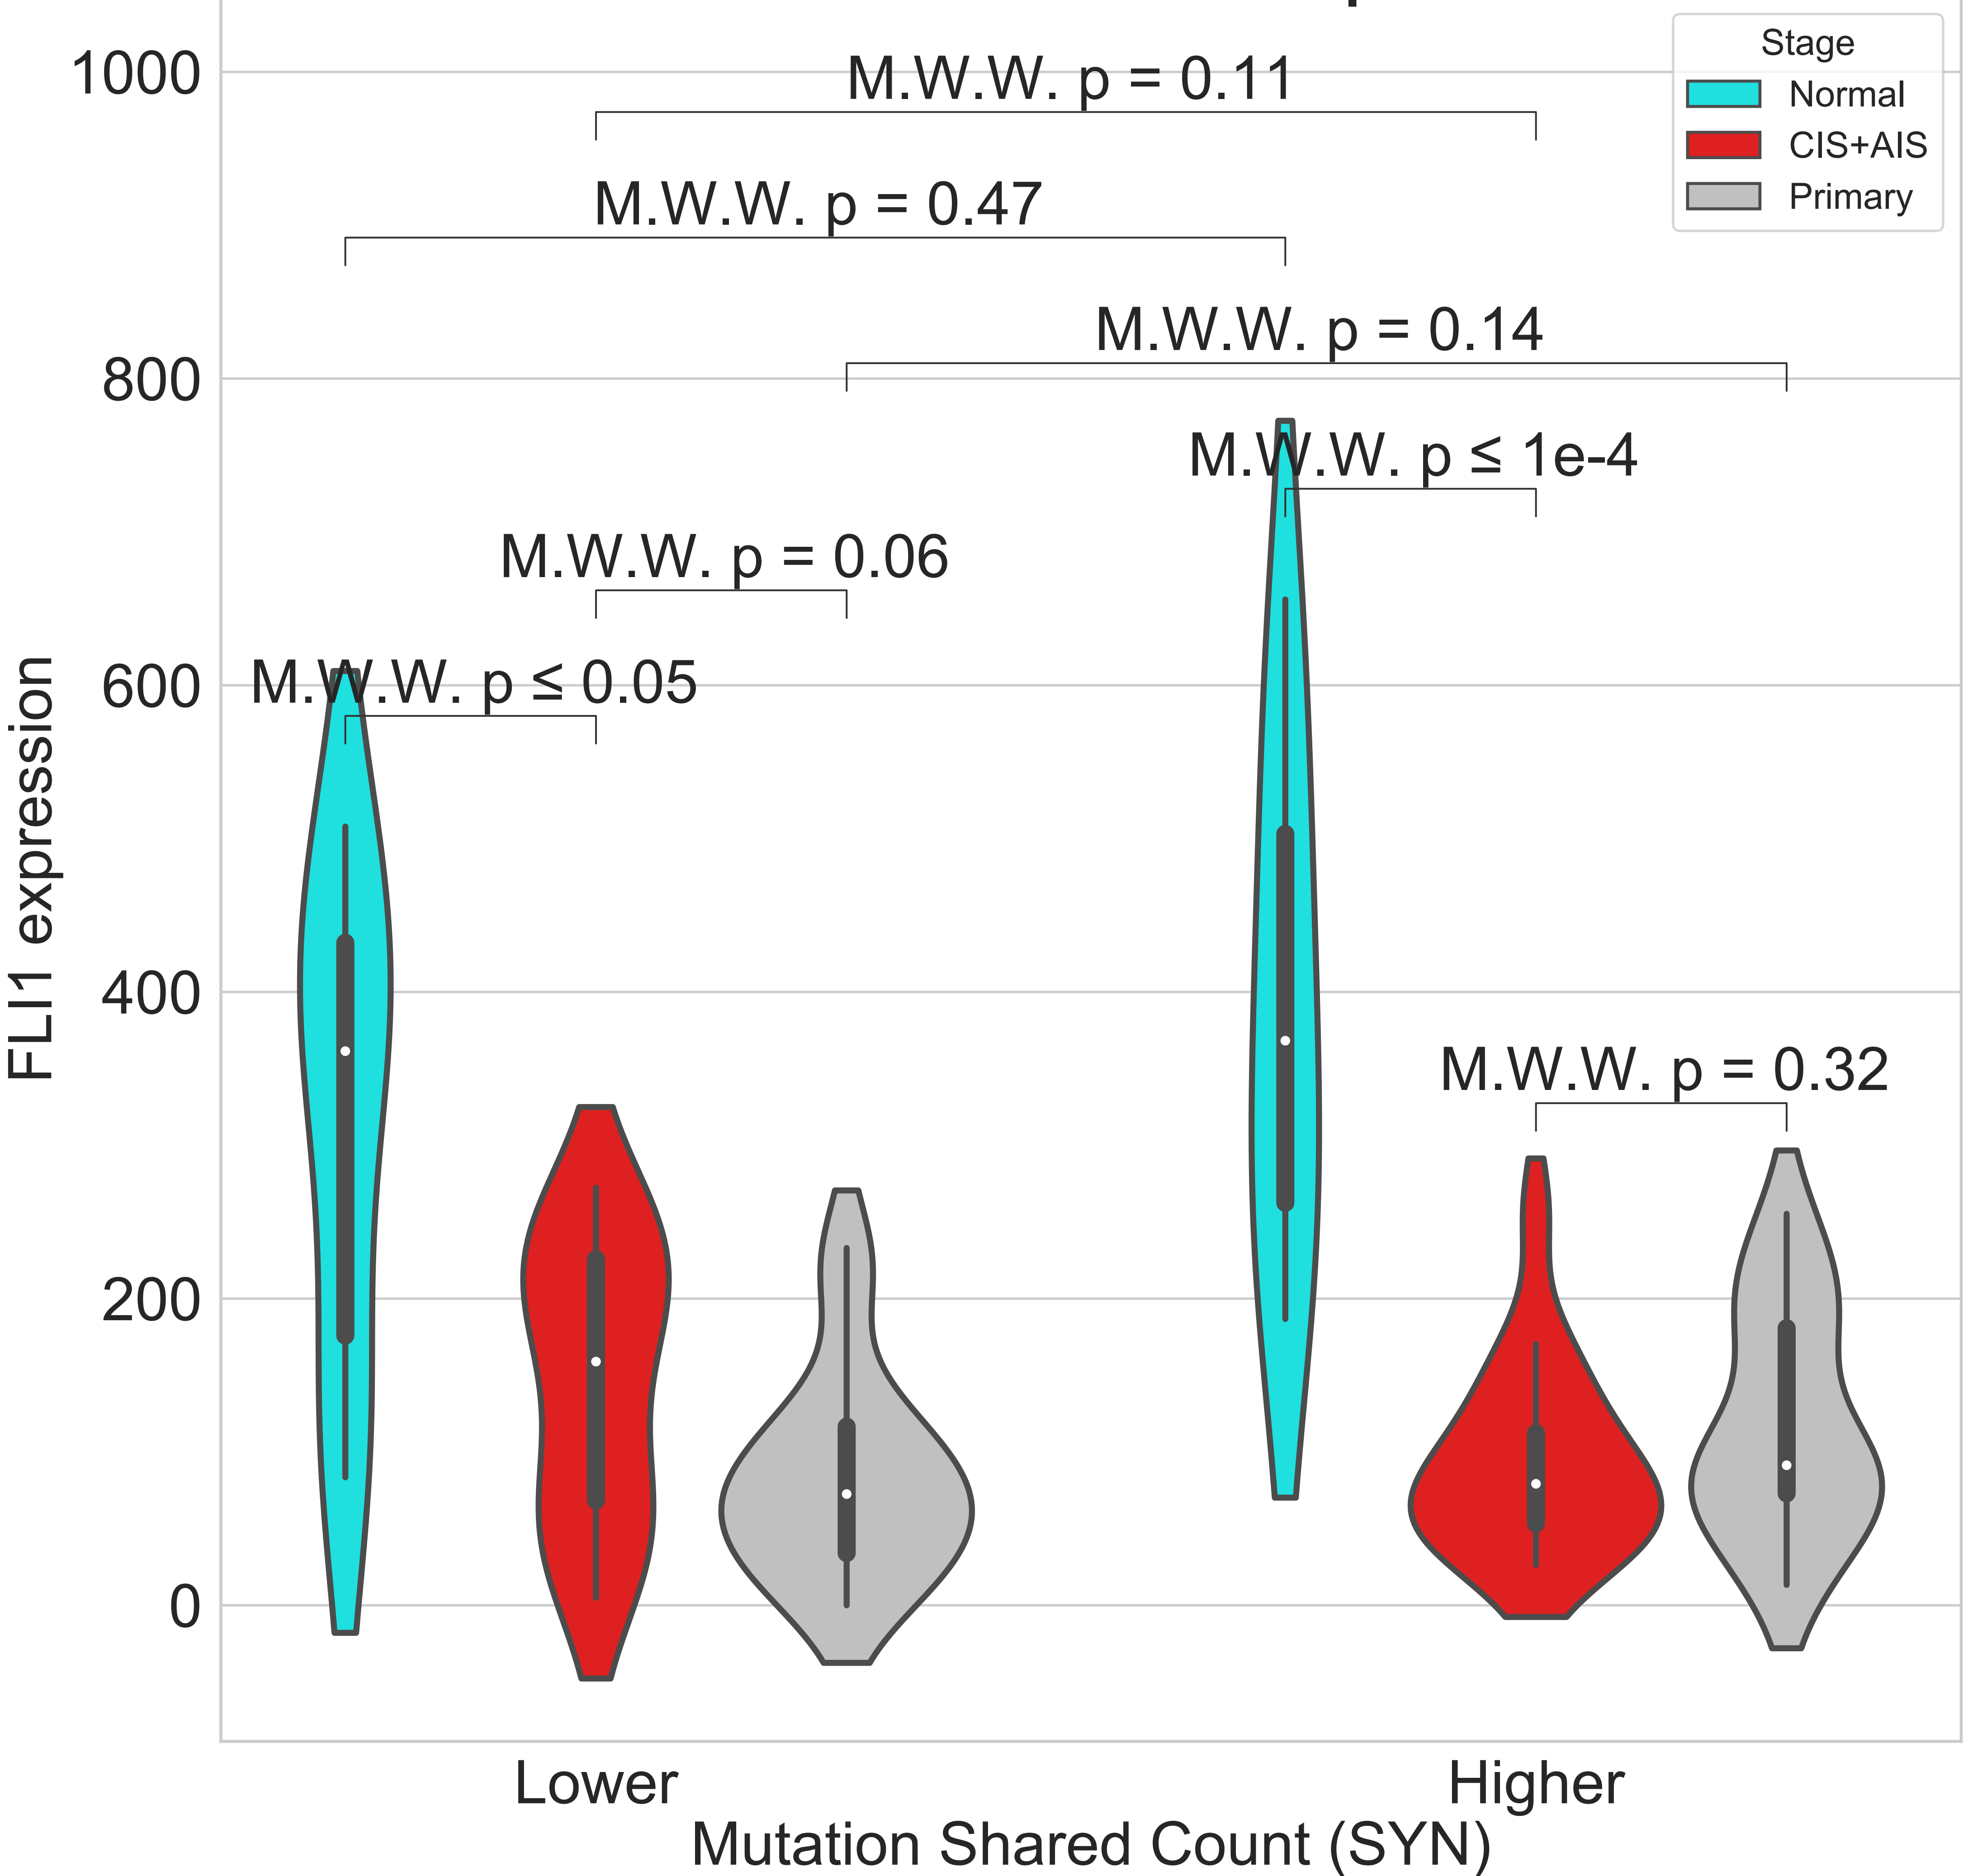 1000
M.W.W. p = 0.11
Stage
Normal
CIS+AIS
Primary
M.W.W. p = 0.47
M.W.W. p = 0.14
800
M.W.W. p ≤ 1e-4
M.W.W. p = 0.06
600
M.W.W. p ≤ 0.05
FLI1 expression
400
M.W.W. p = 0.32
200
0
Lower
Higher
Mutation Shared Count (SYN)